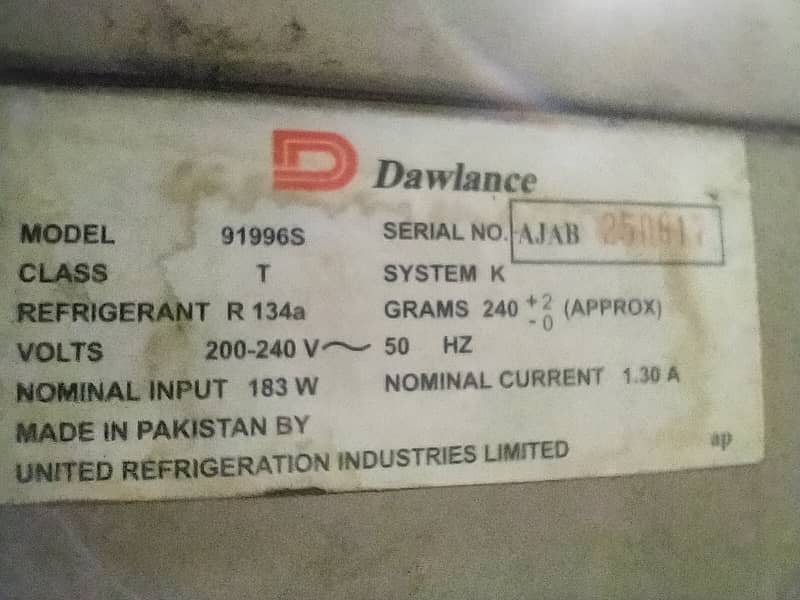 Dawlance
MODEL 91996S SERIAL NO. AJAB
CLASS T SYSTEM K
REFRIGERANT R 134a GRAMS 240 +2 -0 (APPROX)
VOLTS 200-240 V~ 50 HZ
NOMINAL INPUT 183 W NOMINAL CURRENT 1.30 A
MADE IN PAKISTAN BY
UNITED REFRIGERATION INDUSTRIES LIMITED
ap